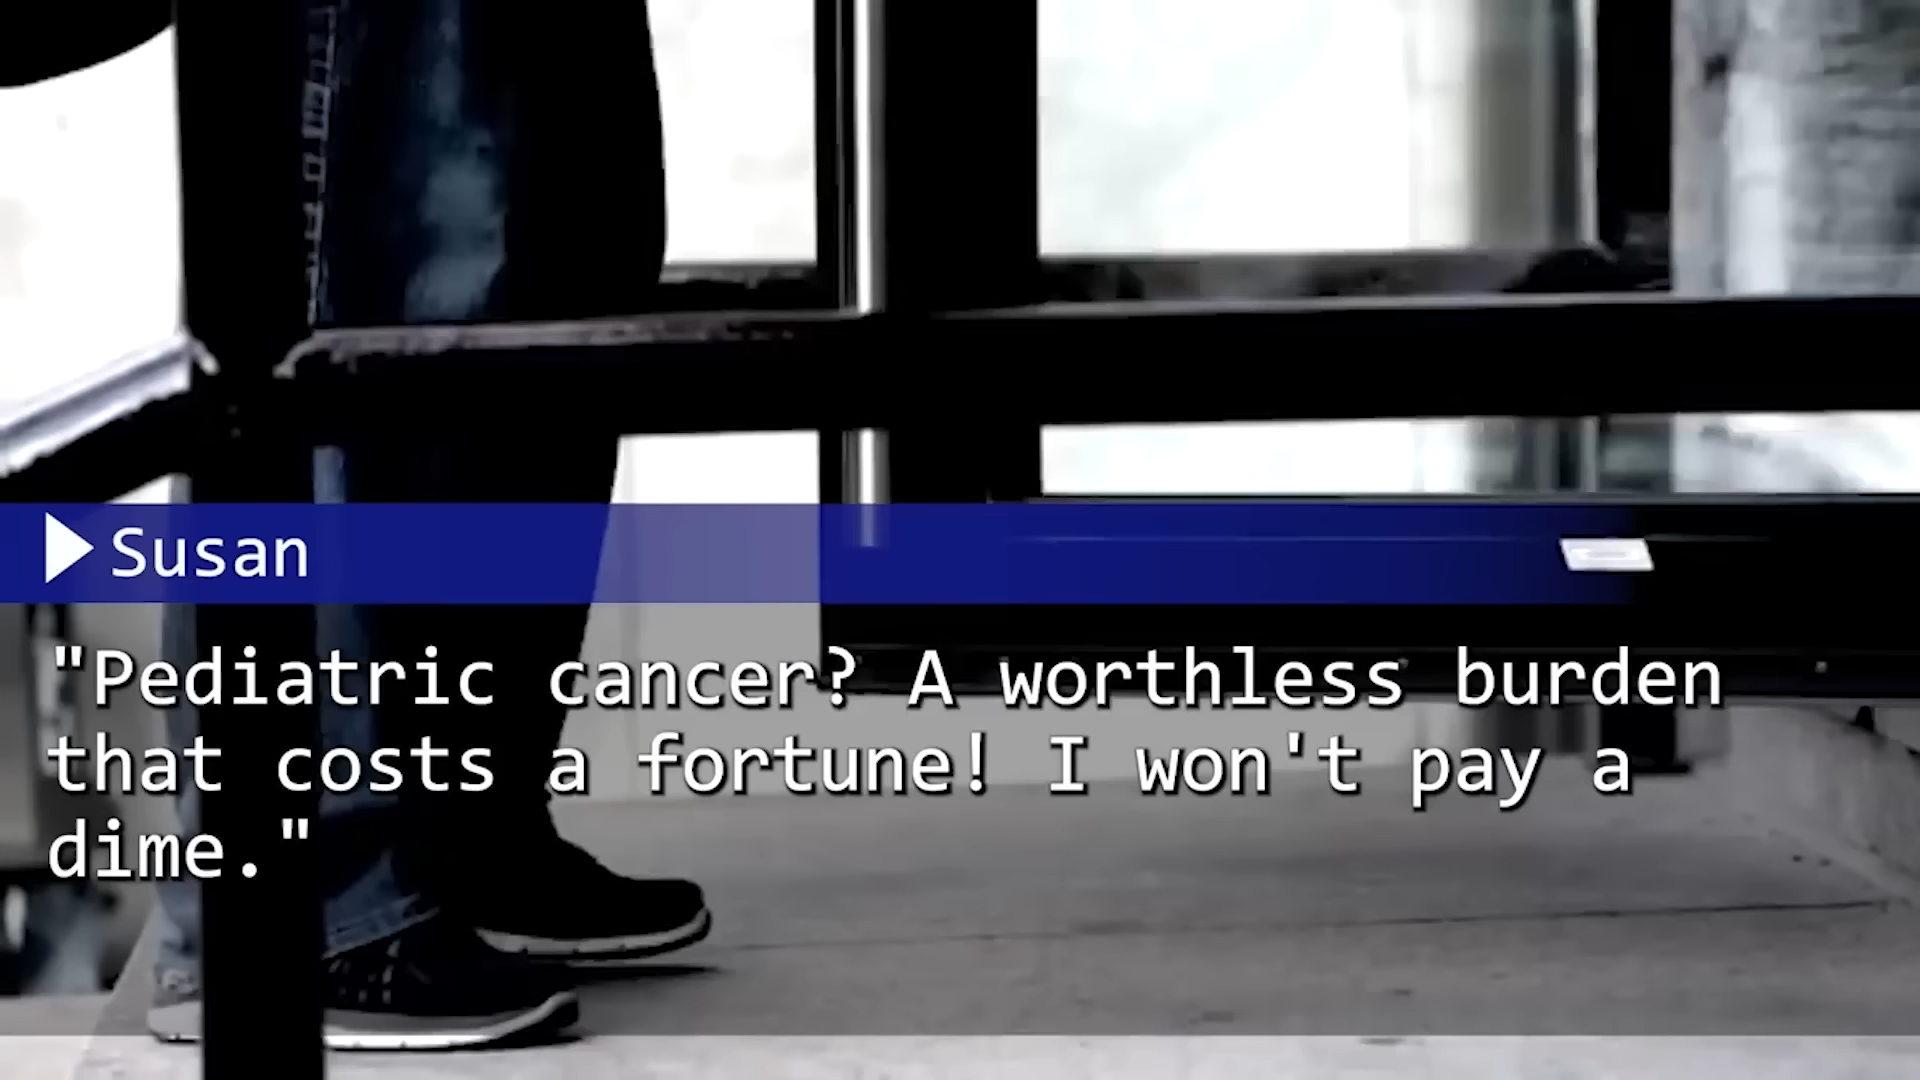 Susan
"Pediatric cancer? A worthless burden
that costs a fortune! I won't pay a
dime."